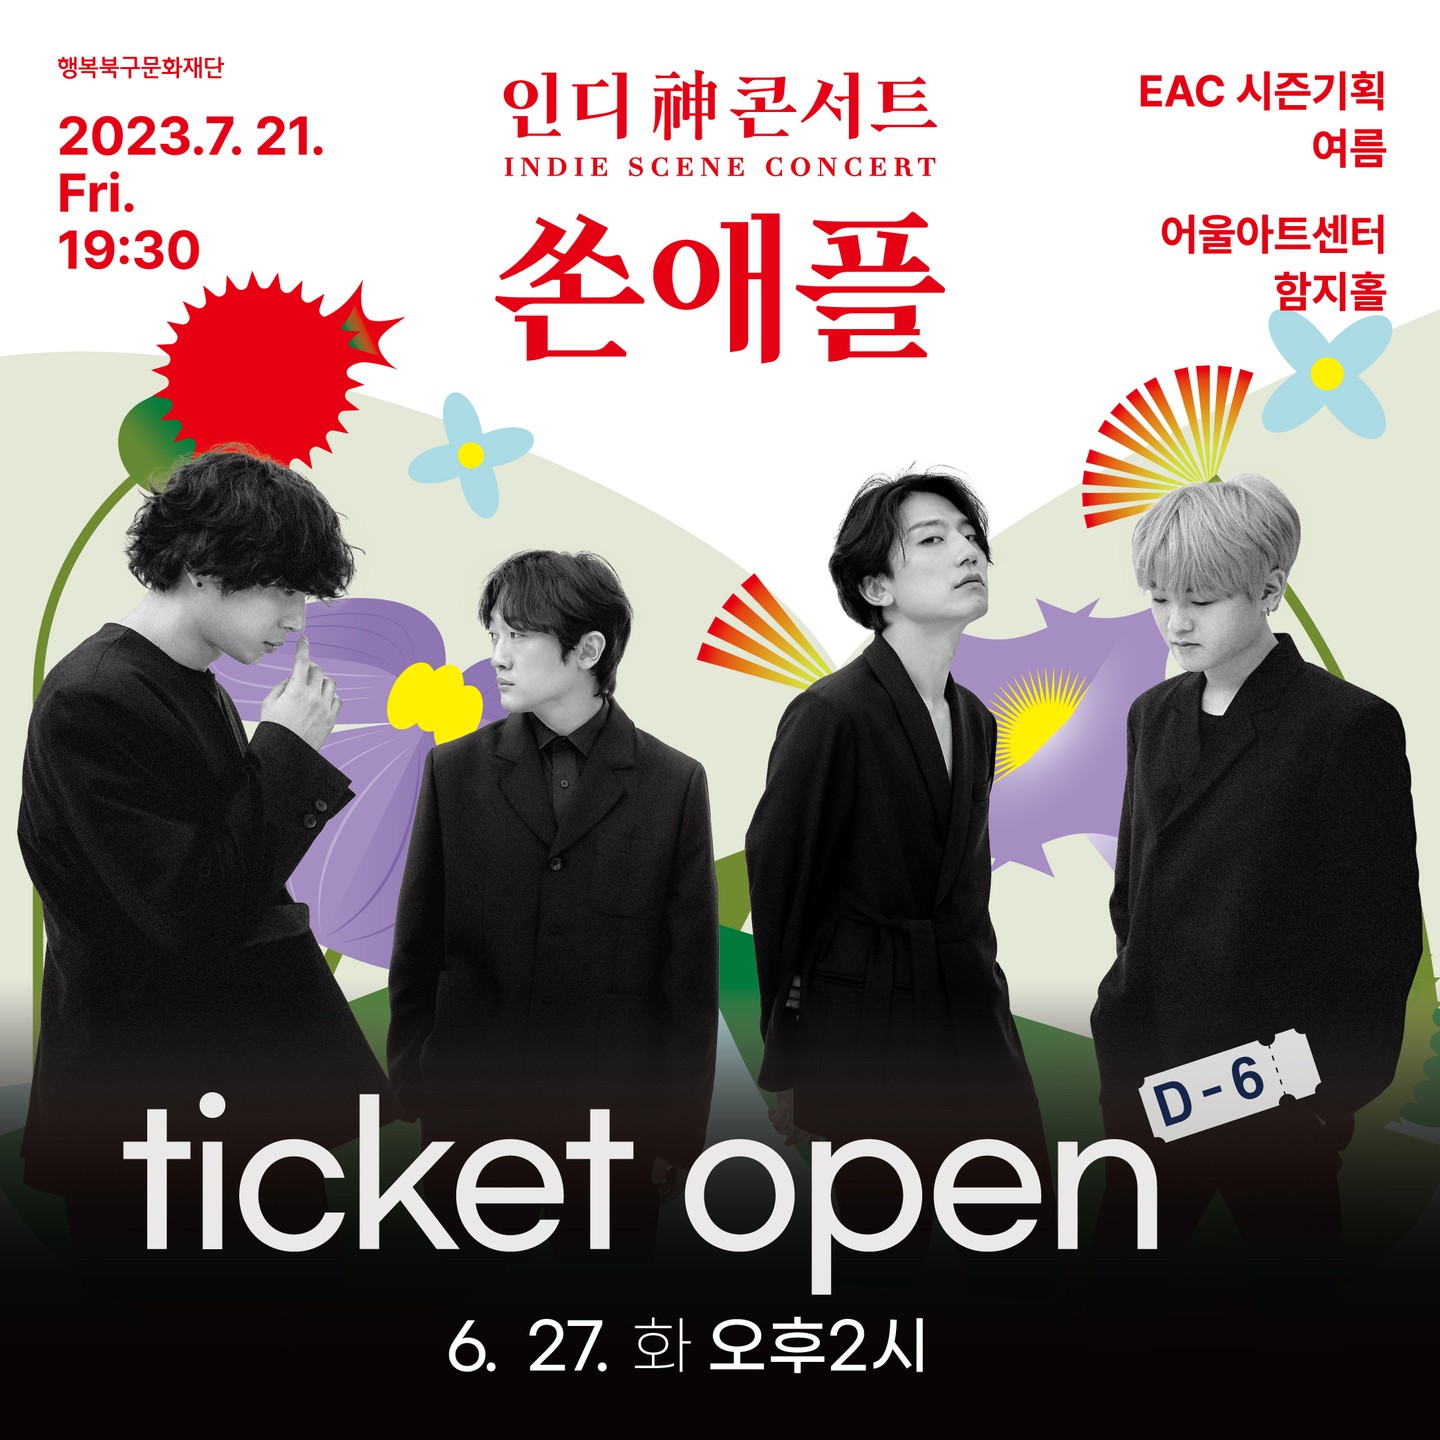 행복북구문화재단
2023.7. 21.
Fri.
19:30
인디 神 콘서트
INDIE SCENE CONCERT
쏜애플
EAC 시즌기획
여름
어울아트센터
함지홀
D-6
ticket open
6. 27. 화 오후2시